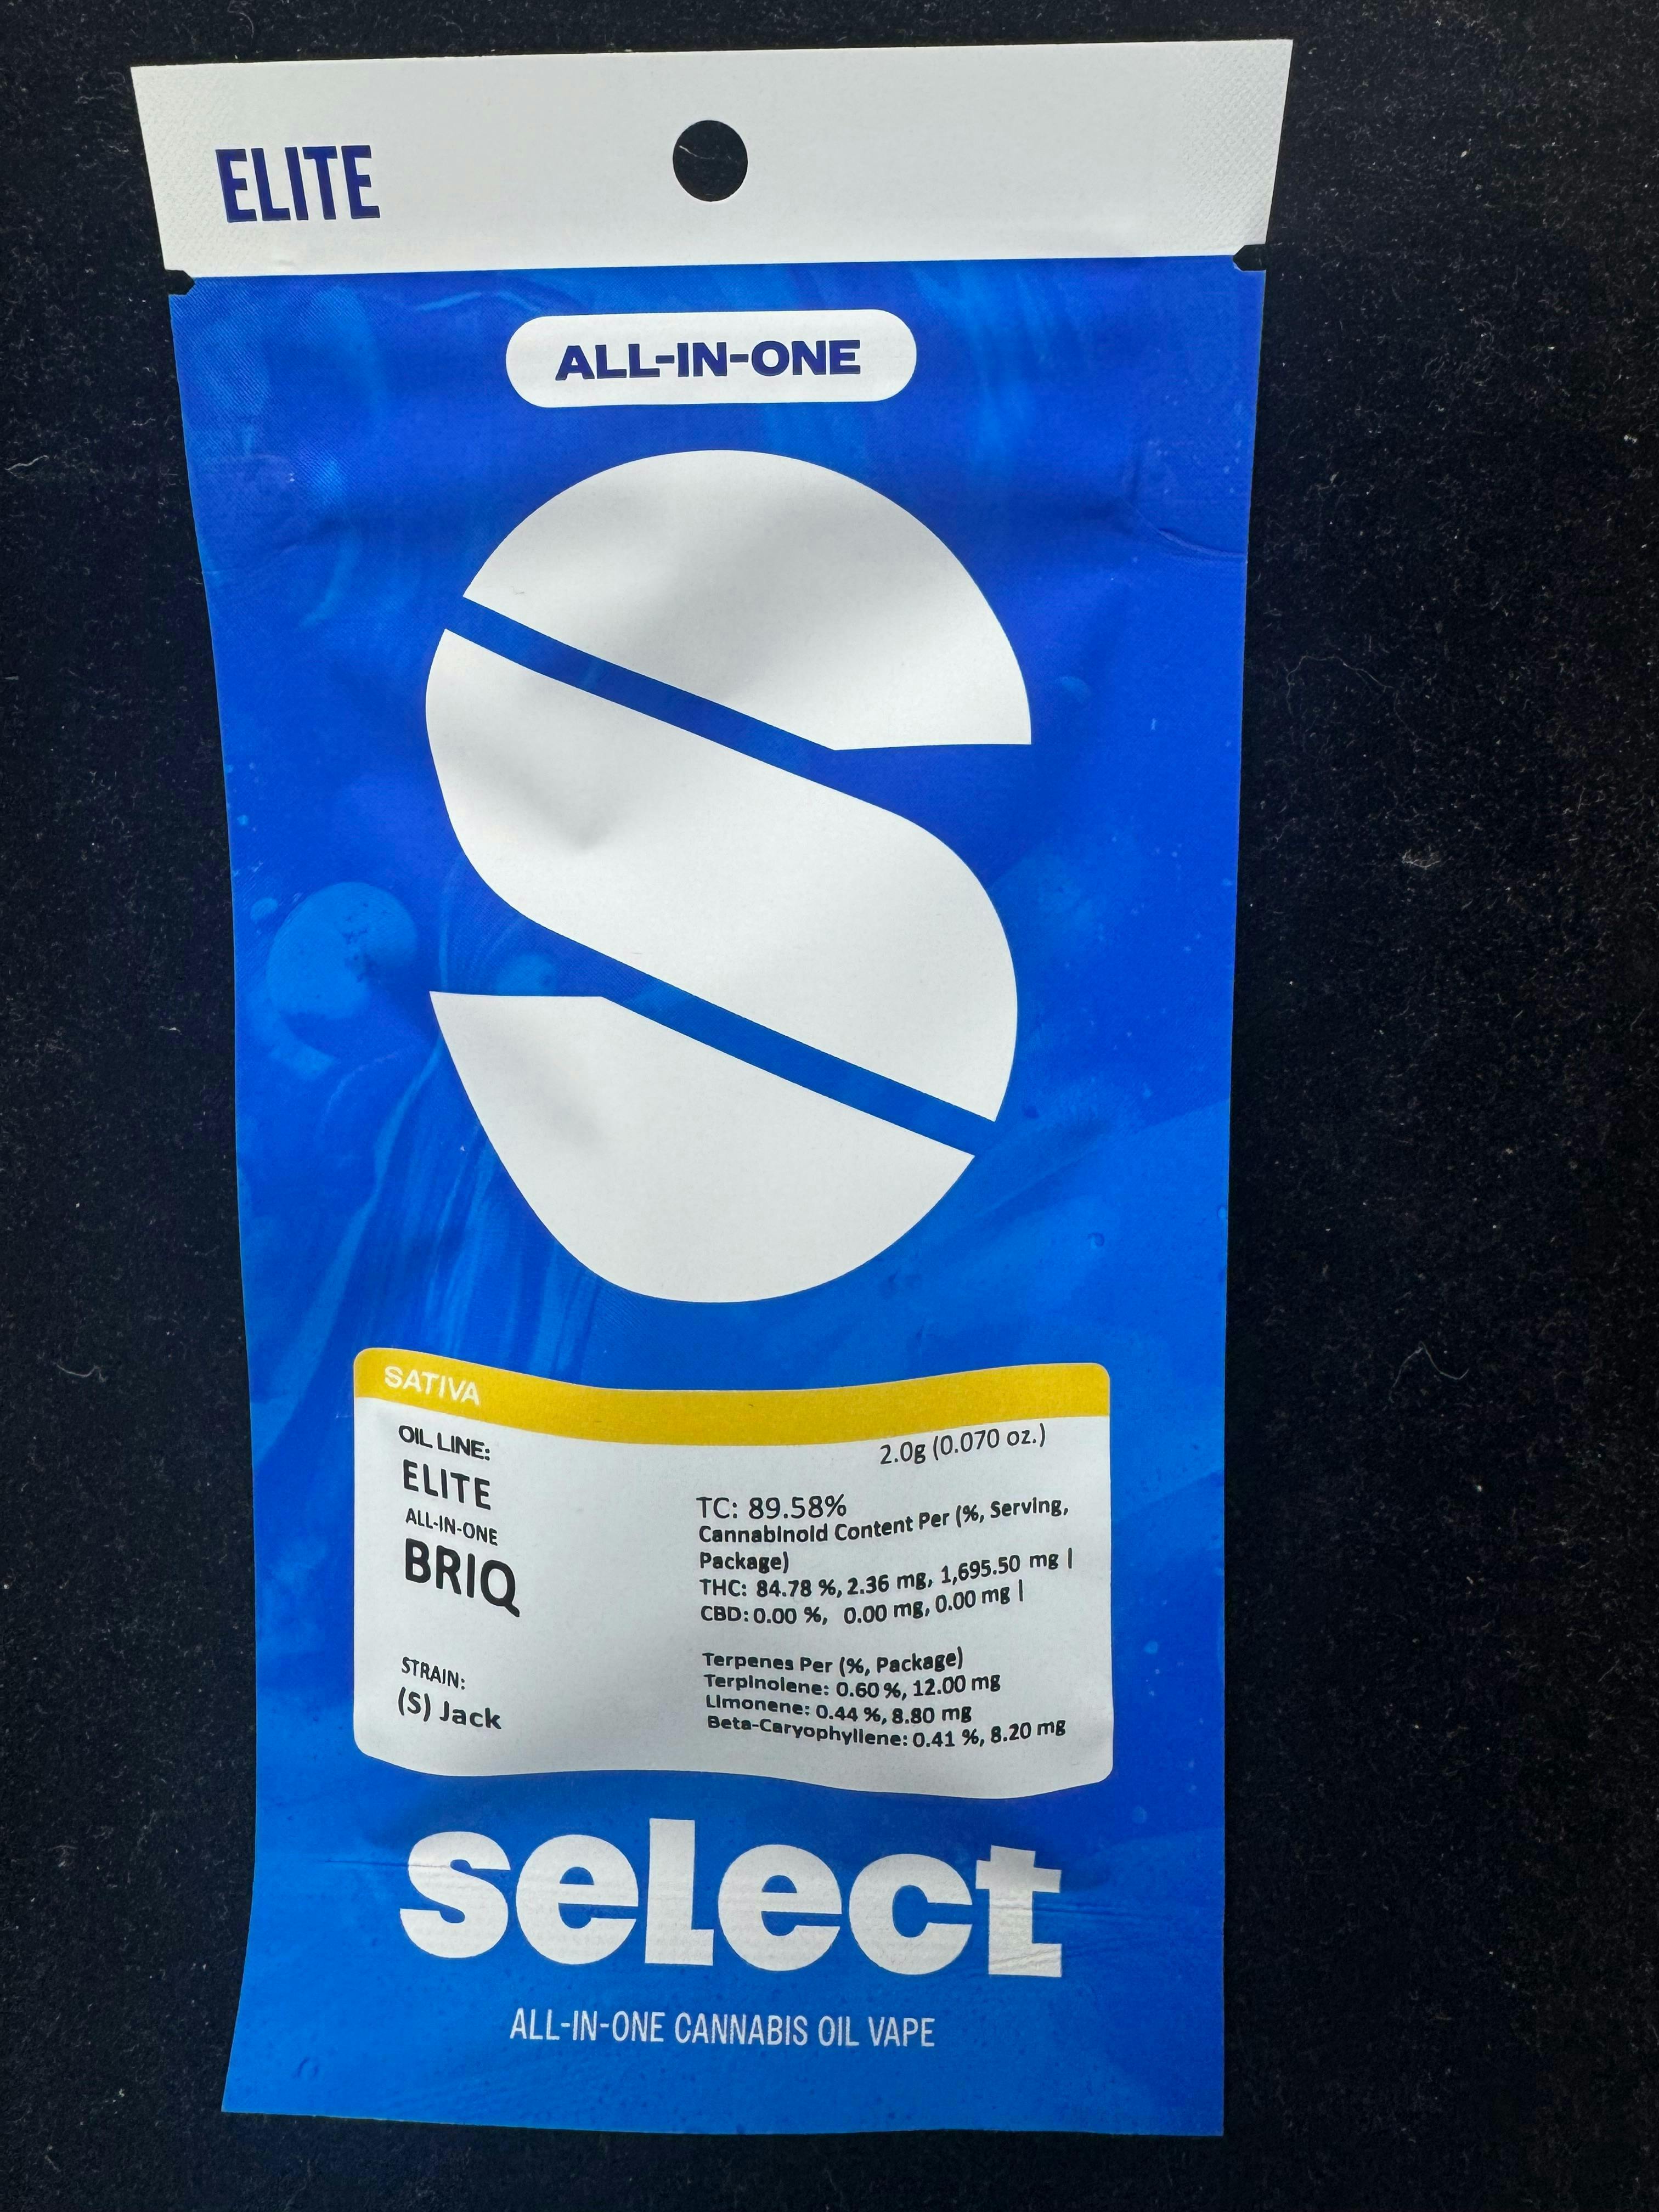 ELITE
ALL-IN-ONE
S
SATIVA
OIL LINE:
ELITE
ALL-IN-ONE
BRIQ
STRAIN:
(S) Jack
2.0g (0.070 oz.)
TC: 89.58%
Cannabinoid Content Per (%, Serving,
Package)
THC: 84.78 %, 2.36 mg, 1,695.50 mg |
CBD: 0.00 %, 0.00 mg, 0.00 mg |
Terpenes Per (%, Package)
Terpinolene: 0.60 %, 12.00 mg
Limonene: 0.44 %, 8.80 mg
Beta-Caryophyllene: 0.41 %, 8.20 mg
select
ALL-IN-ONE CANNABIS OIL VAPE